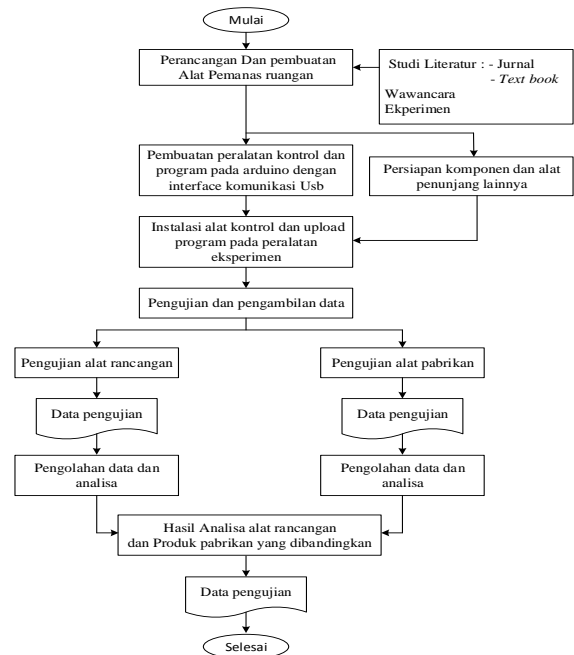 Mulai
Perancangan Dan pembuatan
Alat Pemanas ruangan
Studi Literatur : - Jurnal
- Text book
Wawancara
Ekperimen
Pembuatan peralatan kontrol dan
program pada arduino dengan
interface komunikasi Usb
Persiapan komponen dan alat
penunjang lainnya
Instalasi alat kontrol dan upload
program pada peralatan
eksperimen
Pengujian dan pengambilan data
Pengujian alat rancangan
Pengujian alat pabrikan
Data pengujian
Data pengujian
Pengolahan data dan
analisa
Pengolahan data dan
analisa
Hasil Analisa alat rancangan
dan Produk pabrikan yang dibandingkan
Data pengujian
Selesai